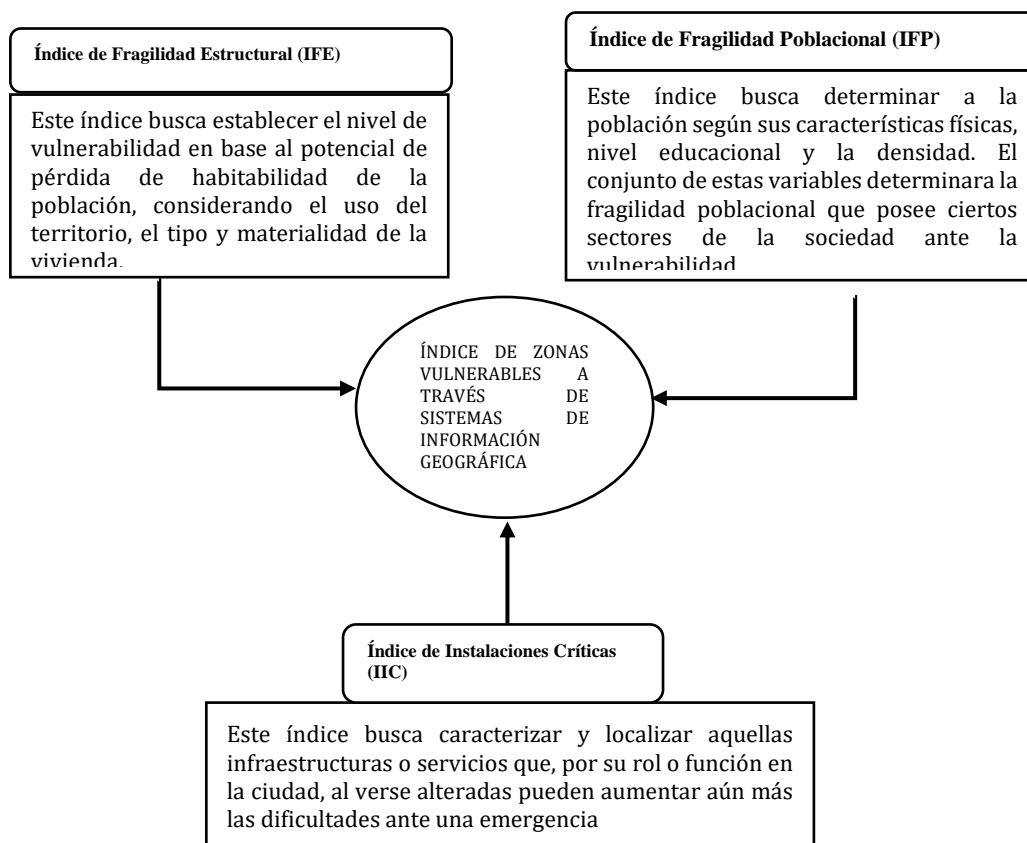 Índice de Fragilidad Estructural (IFE)
Este índice busca establecer el nivel de
vulnerabilidad en base al potencial de
pérdida de habitabilidad de la
población, considerando el uso del
territorio, el tipo y materialidad de la
vivienda.
Índice de Fragilidad Poblacional (IFP)
Este índice busca determinar a la
población según sus características físicas,
nivel educacional y la densidad. El
conjunto de estas variables determinara la
fragilidad poblacional que posee ciertos
sectores de la sociedad ante la
vulnerabilidad
ÍNDICE DE ZONAS
VULNERABLES A
TRAVÉS DE
SISTEMAS DE
INFORMACIÓN
GEOGRÁFICA
Índice de Instalaciones Críticas
(IIC)
Este índice busca caracterizar y localizar aquellas
infraestructuras o servicios que, por su rol o función en
la ciudad, al verse alteradas pueden aumentar aún más
las dificultades ante una emergencia